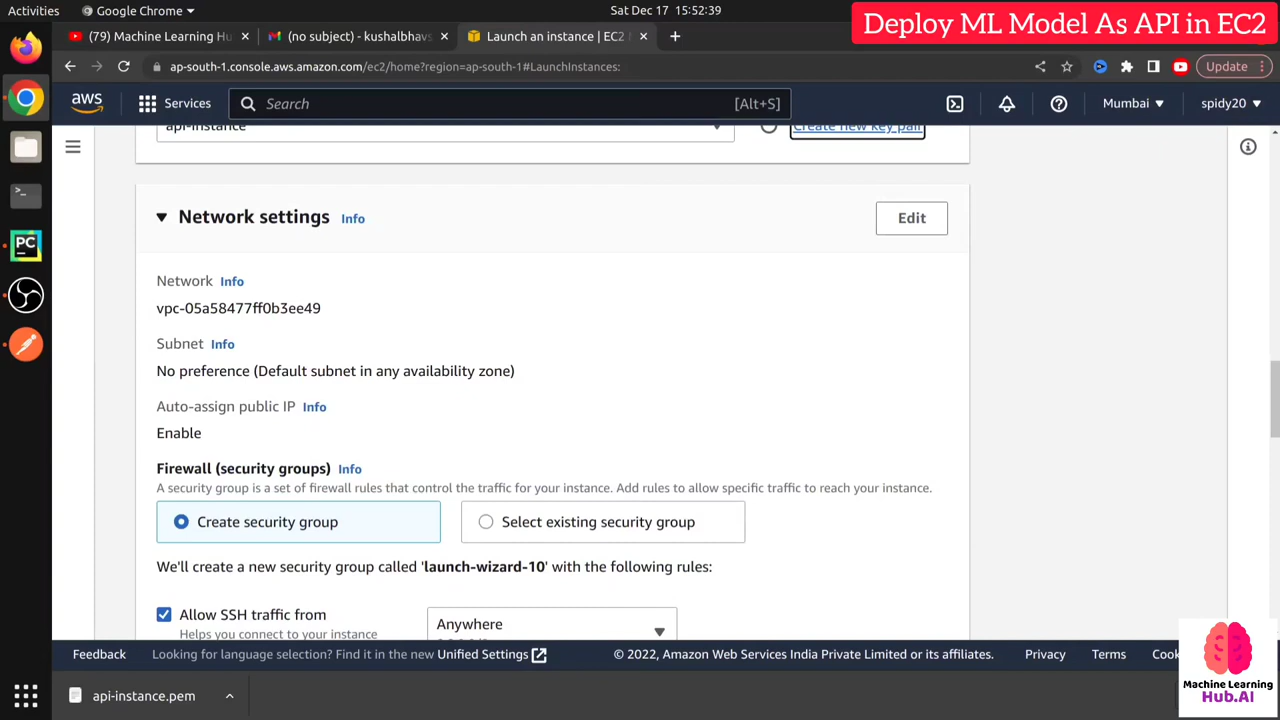 Activities
Google Chrome
Sat Dec 17 15:52:39
Deploy ML Model As API in EC2
(79) Machine Learning Hu
(no subject) - kushalbhavs
Launch an instance | EC2
ap-south-1.console.aws.amazon.com/ec2/home?region=ap-south-1#LaunchInstances:
Update
aws
Services
Search
[Alt+S]
Mumbai
spidy20
api-instance
Create new key pair
Network settings
Info
Edit
Network Info
vpc-05a58477ff0b3ee49
Subnet Info
No preference (Default subnet in any availability zone)
Auto-assign public IP Info
Enable
Firewall (security groups) Info
A security group is a set of firewall rules that control the traffic for your instance. Add rules to allow specific traffic to reach your instance.
Create security group
Select existing security group
We'll create a new security group called 'launch-wizard-10' with the following rules:
Allow SSH traffic from
Helps you connect to your instance
Anywhere
Feedback
Looking for language selection? Find it in the new Unified Settings
© 2022, Amazon Web Services India Private Limited or its affiliates.
Privacy
Terms
Cook
api-instance.pem
Machine Learning
Hub.AI